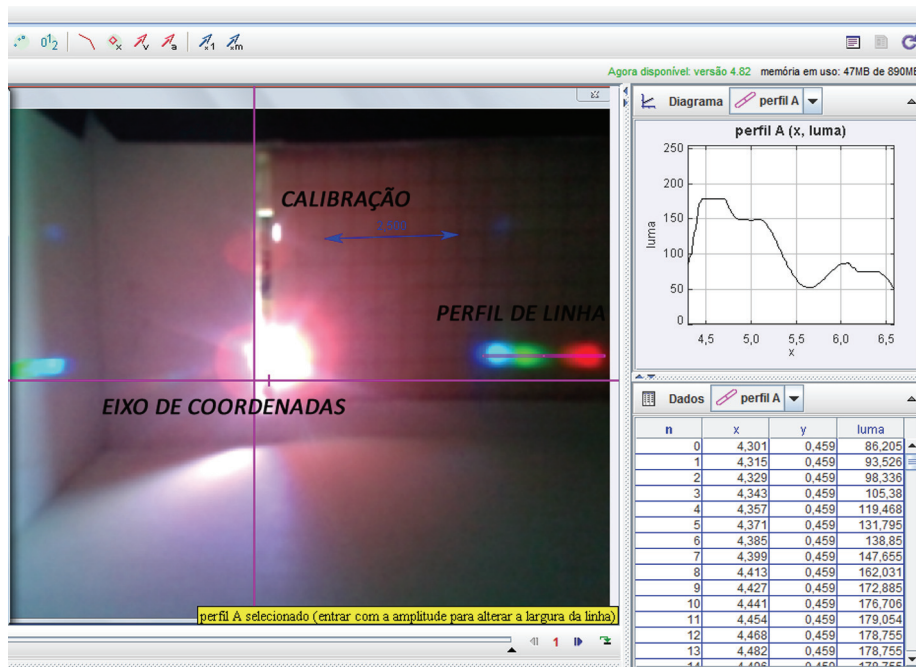 0¹2 x v a x1 xm
Agora disponível: versão 4.82 memória em uso: 47MB de 890MB
CALIBRAÇÃO
PERFIL DE LINHA
EIXO DE COORDENADAS
perfil A selecionado (entrar com a amplitude para alterar a largura da linha)
1
Diagrama perfil A
perfil A (x, luma)
luma
250
200
150
100
50
0
4,5 5,0 5,5 6,0 6,5
x
Dados perfil A
n x y luma
0 4,301 0,459 86,205
1 4,315 0,459 93,526
2 4,329 0,459 98,336
3 4,343 0,459 105,38
4 4,357 0,459 119,468
5 4,371 0,459 131,795
6 4,385 0,459 138,85
7 4,399 0,459 147,655
8 4,413 0,459 162,031
9 4,427 0,459 172,885
10 4,441 0,459 176,706
11 4,454 0,459 179,054
12 4,468 0,459 178,755
13 4,482 0,459 178,755